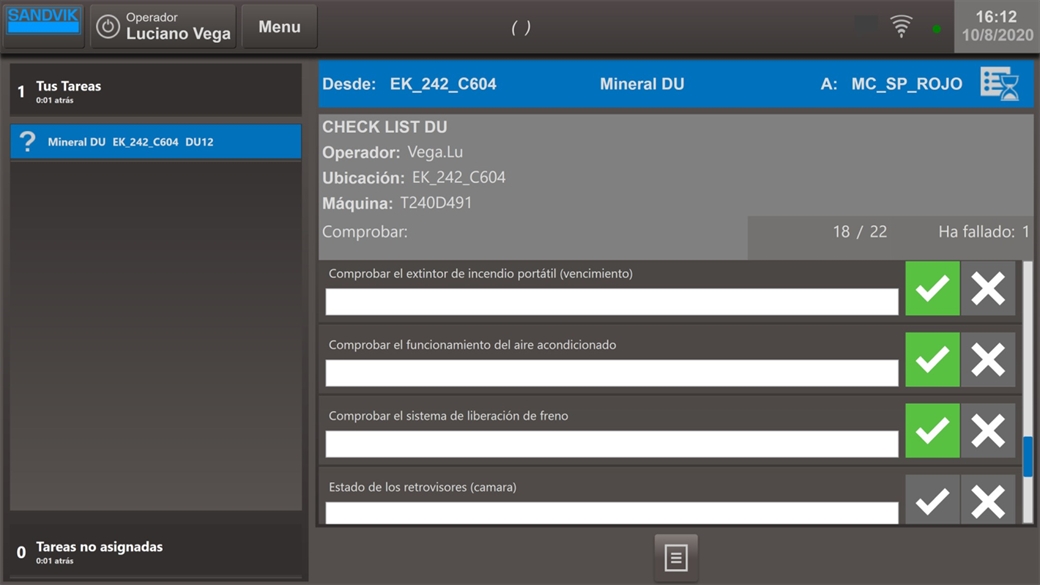 SANDVIK
Operador
Luciano Vega
Menu
( )
16:12
10/8/2020
1 Tus Tareas
0:01 atrás
? Mineral DU EK_242_C604 DU12
0 Tareas no asignadas
0:01 atrás
Desde: EK_242_C604 Mineral DU A: MC_SP_ROJO
CHECK LIST DU
Operador: Vega.Lu
Ubicación: EK_242_C604
Máquina: T240D491
Comprobar: 18 / 22 Ha fallado: 1
Comprobar el extintor de incendio portátil (vencimiento)
Comprobar el funcionamiento del aire acondicionado
Comprobar el sistema de liberación de freno
Estado de los retrovisores (camara)